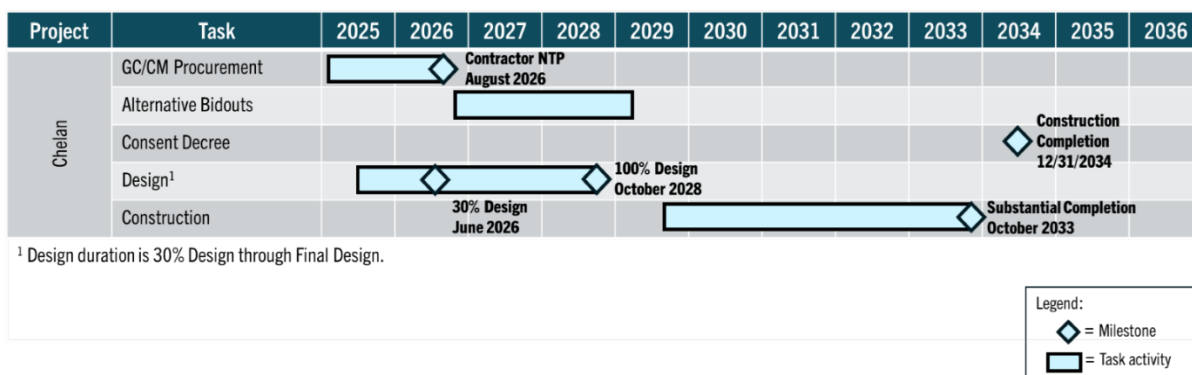 Project Task 2025 2026 2027 2028 2029 2030 2031 2032 2033 2034 2035 2036
Chelan
GC/CM Procurement
Contractor NTP
August 2026
Alternative Bidouts
Consent Decree
Construction
Completion
12/31/2034
Design¹
100% Design
October 2028
30% Design
June 2026
Construction
Substantial Completion
October 2033
¹ Design duration is 30% Design through Final Design.
Legend:
= Milestone
= Task activity